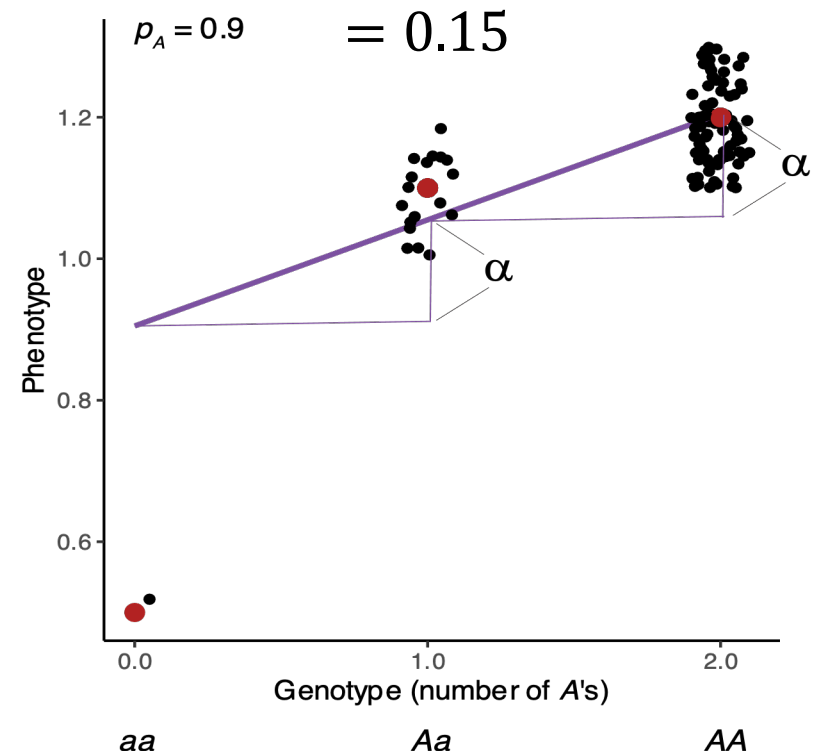 p_A = 0.9
= 0.15
1.2
α
1.0
α
Phenotype
0.8
0.6
0.0 1.0 2.0
Genotype (number of A's)
aa Aa AA